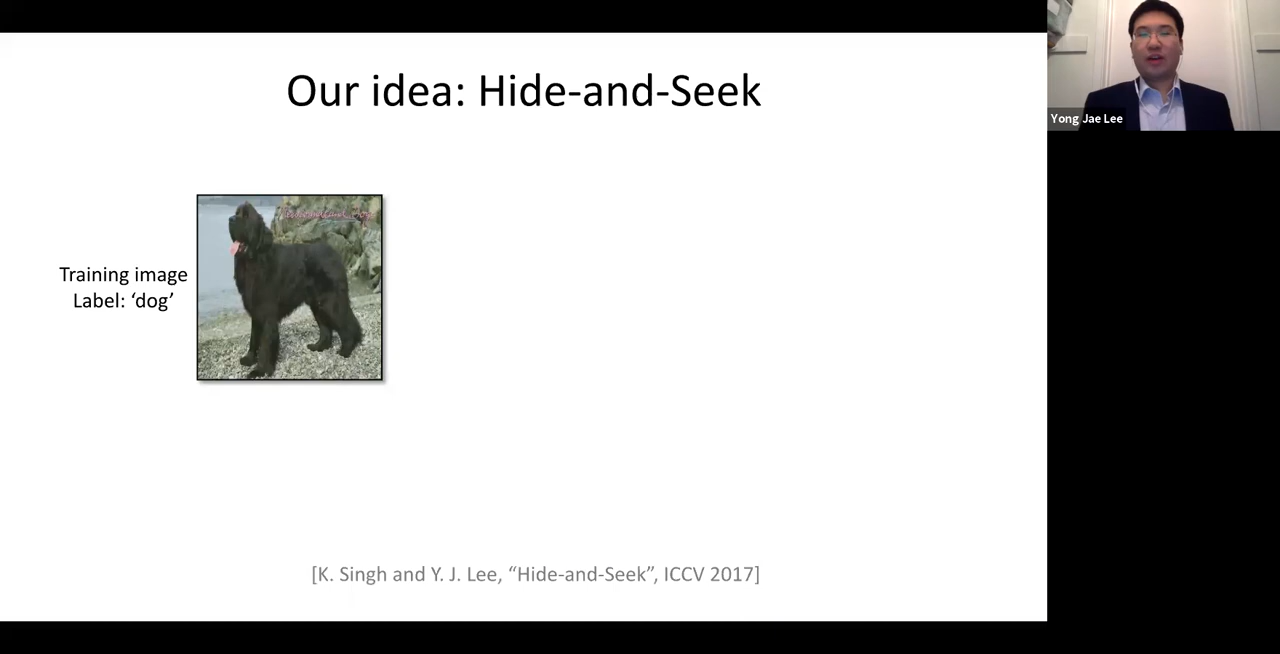 Our idea: Hide-and-Seek
Yong Jae Lee
Training image
Label: ‘dog’
[K. Singh and Y. J. Lee, “Hide-and-Seek”, ICCV 2017]